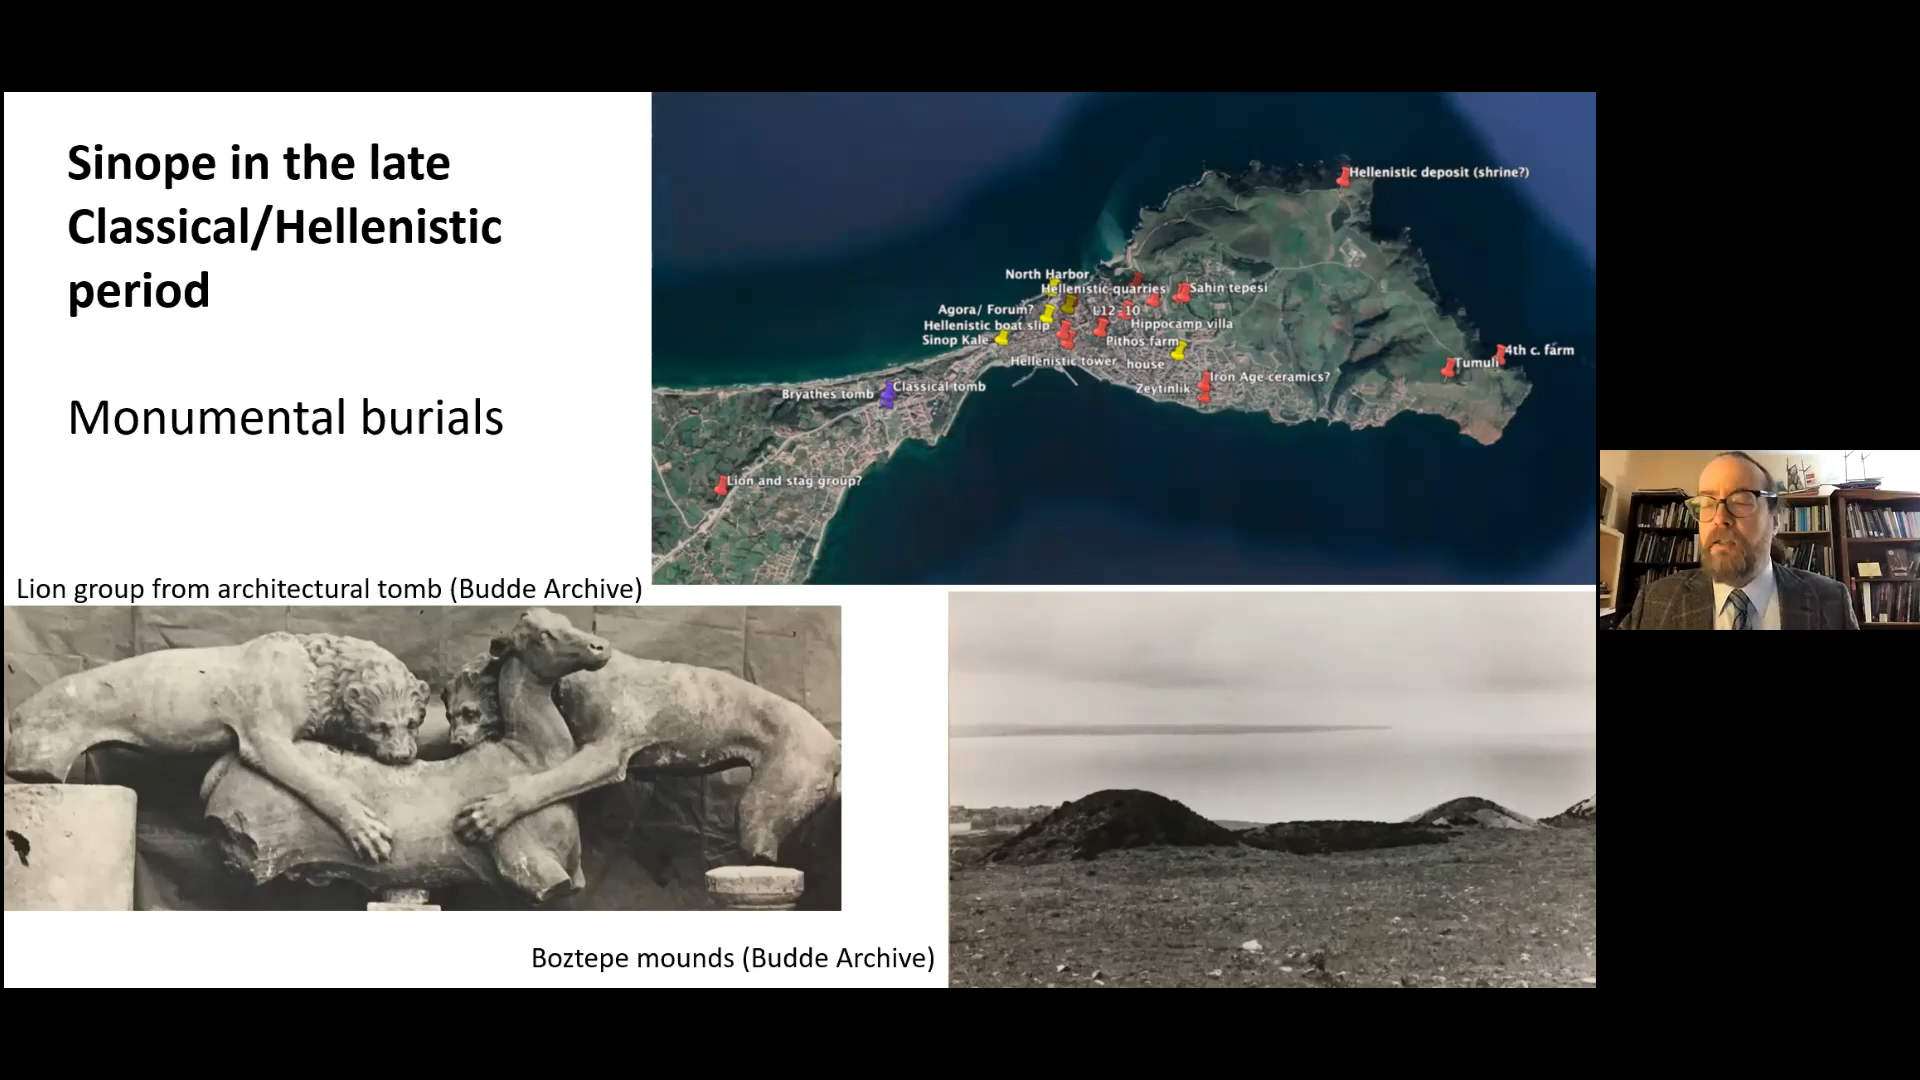 Sinope in the late
Classical/Hellenistic
period
Monumental burials
Hellenistic deposit (shrine?)
North Harbor
Hellenistic quarries
Sahin tepesi
Agora/ Forum?
L12-10
Hellenistic boat slip
Hippocamp villa
Sinop Kale
Pithos farm
house
Hellenistic tower
4th c. farm
Tumuli
Iron Age ceramics?
Zeytinlik
Classical tomb
Bryathes tomb
Lion and stag group?
Lion group from architectural tomb (Budde Archive)
Boztepe mounds (Budde Archive)